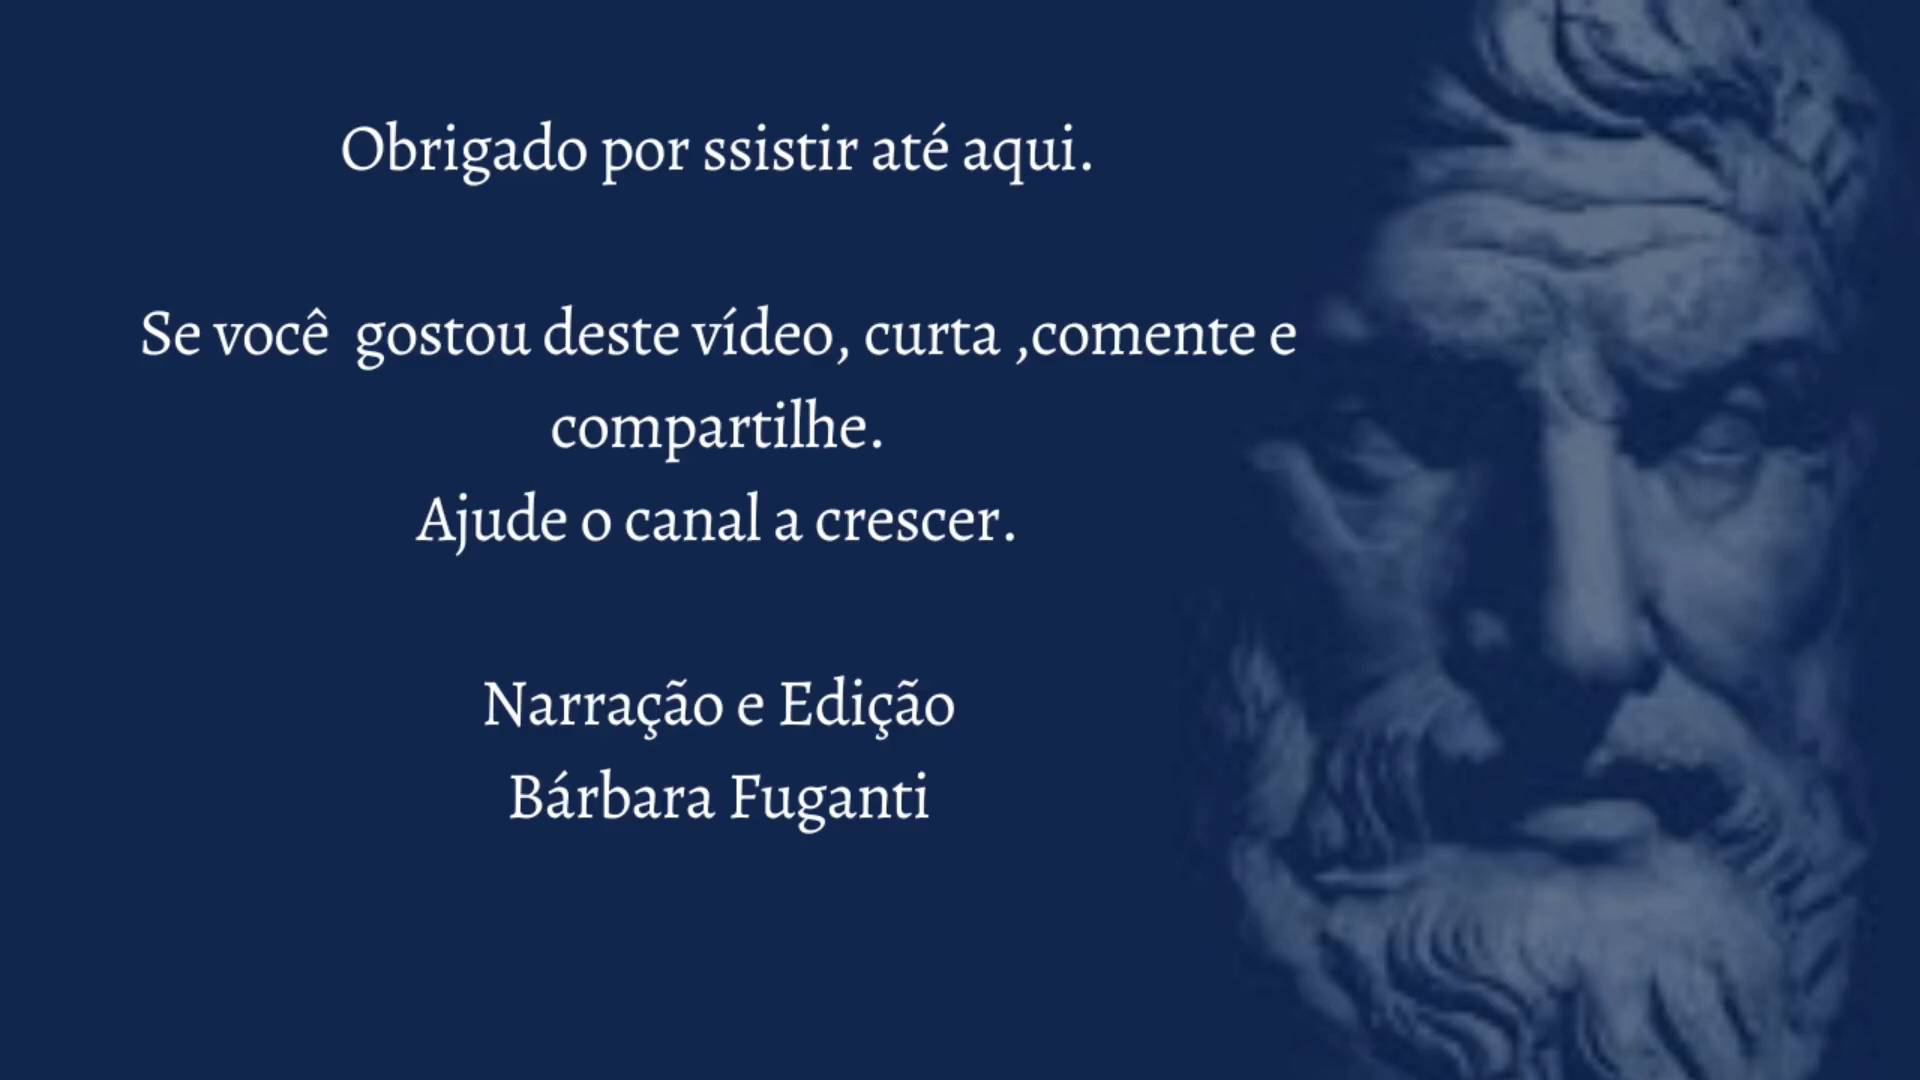 Obrigado por ssistir até aqui.
Se você  gostou deste vídeo, curta ,comente e
compartilhe.
Ajude o canal a crescer.
Narração e Edição
Bárbara Fuganti